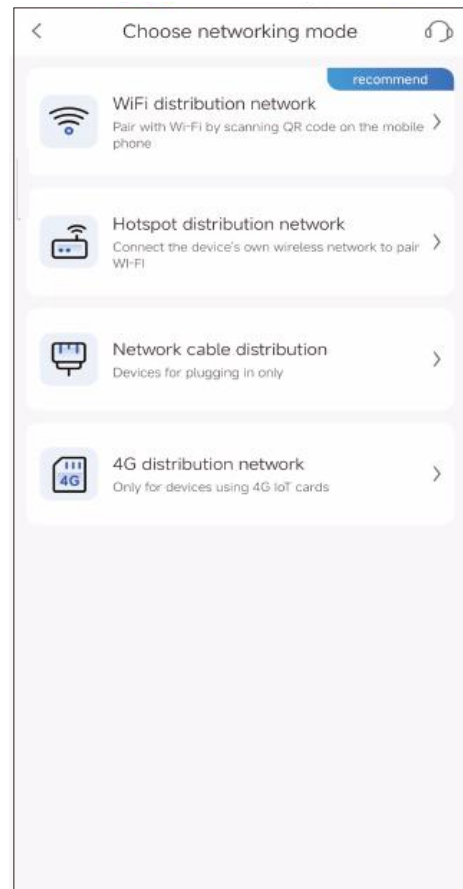 Choose networking mode
recommend
WiFi distribution network
Pair with Wi-Fi by scanning QR code on the mobile
phone
Hotspot distribution network
Connect the device's own wireless network to pair
WI-FI
Network cable distribution
Devices for plugging in only
4G distribution network
4G
Only for devices using 4G IoT cards